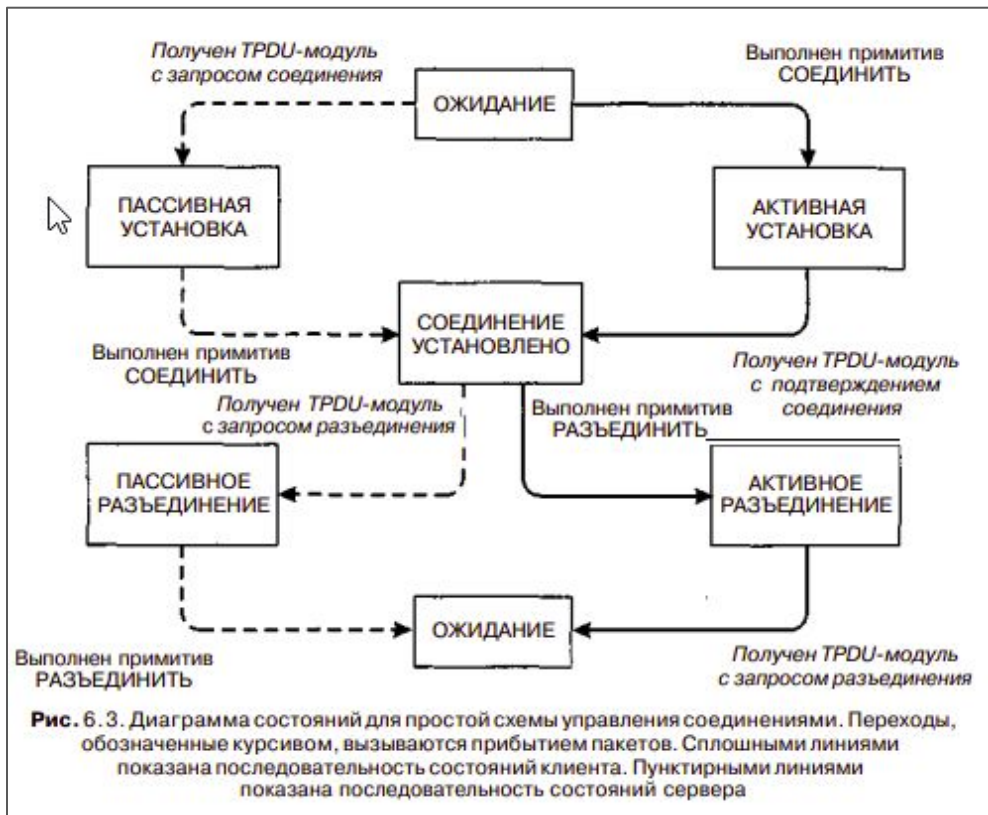 Получен TPDU-модуль
с запросом соединения
Выполнен примитив
СОЕДИНИТЬ
ОЖИДАНИЕ
ПАССИВНАЯ
УСТАНОВКА
АКТИВНАЯ
УСТАНОВКА
СОЕДИНЕНИЕ
УСТАНОВЛЕНО
Выполнен примитив
СОЕДИНИТЬ
Получен TPDU-модуль
с подтверждением
соединения
Получен TPDU-модуль
с запросом разъединения
Выполнен примитив
РАЗЪЕДИНИТЬ
ПАССИВНОЕ
РАЗЪЕДИНЕНИЕ
АКТИВНОЕ
РАЗЪЕДИНЕНИЕ
ОЖИДАНИЕ
Выполнен примитив
РАЗЪЕДИНИТЬ
Получен TPDU-модуль
с запросом разъединения
Рис. 6.3. Диаграмма состояний для простой схемы управления соединениями. Переходы,
обозначенные курсивом, вызываются прибытием пакетов. Сплошными линиями
показана последовательность состояний клиента. Пунктирными линиями
показана последовательность состояний сервера